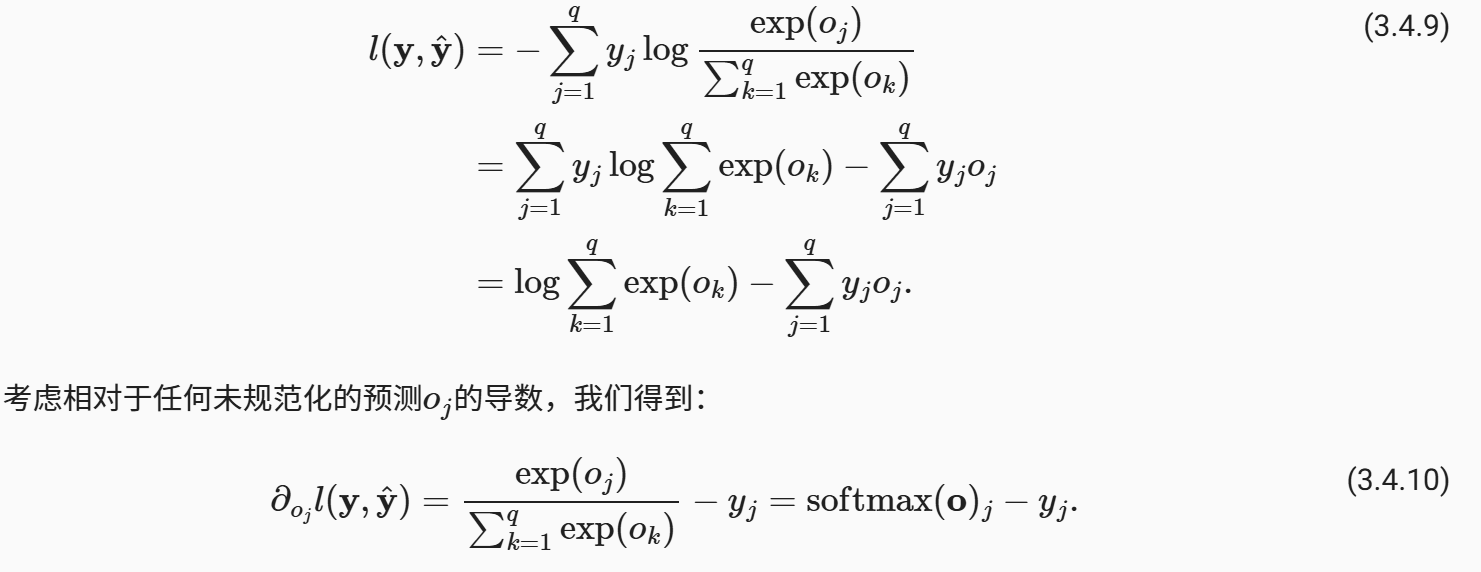 l(y, ŷ) = − ∑_{j=1}^{q} y_j log exp(o_j) / ∑_{k=1}^{q} exp(o_k) (3.4.9)
= ∑_{j=1}^{q} y_j log ∑_{k=1}^{q} exp(o_k) − ∑_{j=1}^{q} y_j o_j
= log ∑_{k=1}^{q} exp(o_k) − ∑_{j=1}^{q} y_j o_j.
考虑相对于任何未规范化的预测o_j的导数，我们得到：
∂_{o_j} l(y, ŷ) = exp(o_j) / ∑_{k=1}^{q} exp(o_k) − y_j = softmax(o)_j − y_j. (3.4.10)